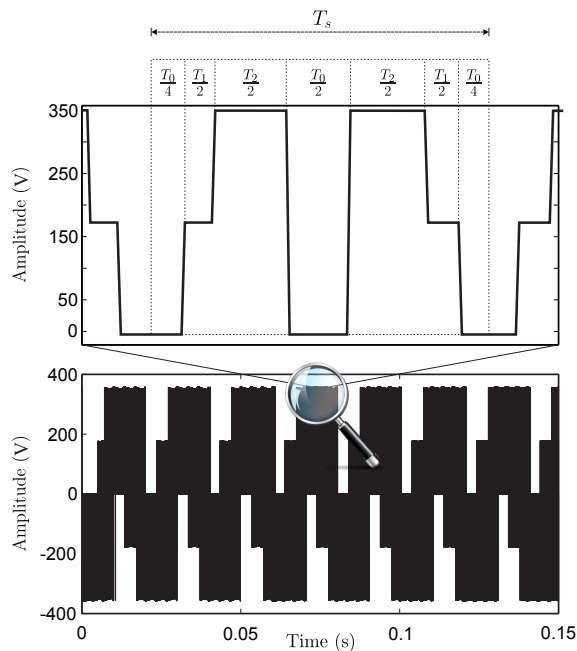 T_s
T_0/4 T_1/2 T_2/2 T_0/2 T_2/2 T_1/2 T_0/4
350
250
150
50
0
Amplitude (V)
400
200
0
-200
-400
Amplitude (V)
0 0.05 0.1 0.15
Time (s)